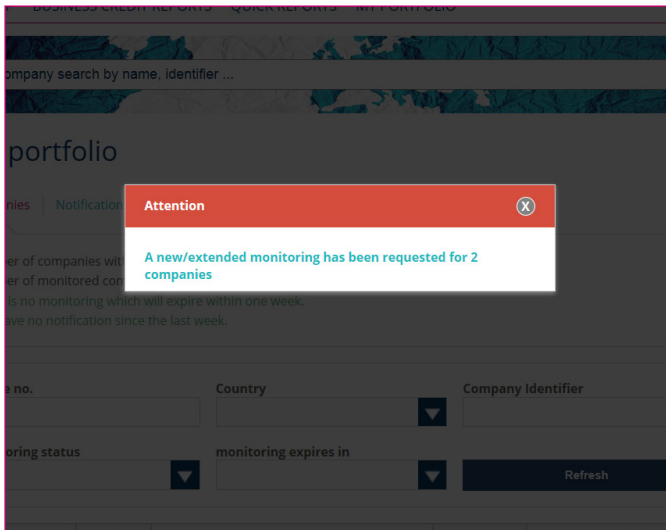 BUSINESS CREDIT REPORTS QUICK REPORTS MY PORTFOLIO
ompany search by name, identifier ...
portfolio
nies Notification
Attention X
A new/extended monitoring has been requested for 2
companies
er of companies wit
er of monitored con
is no monitoring which will expire within one week.
ave no notification since the last week.
e no. Country Company Identifier
oring status monitoring expires in
Refresh